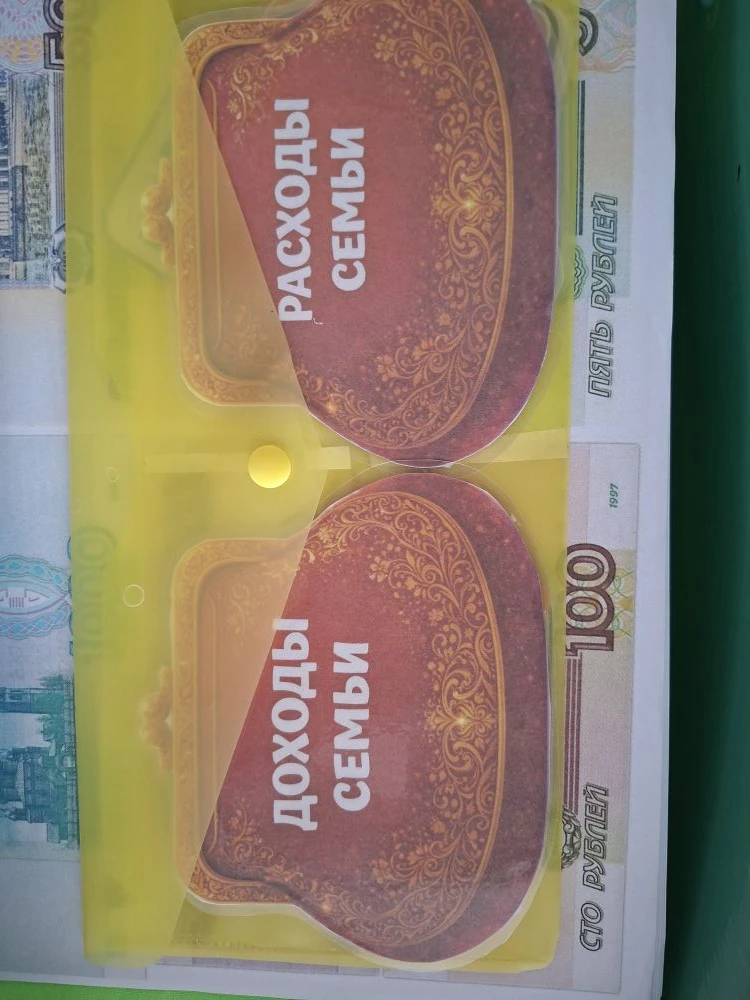 ДОХОДЫ
СЕМЬИ
РАСХОДЫ
СЕМЬИ
1997
100
СТО РУБЛЕЙ
ПЯТЬ РУБЛЕЙ